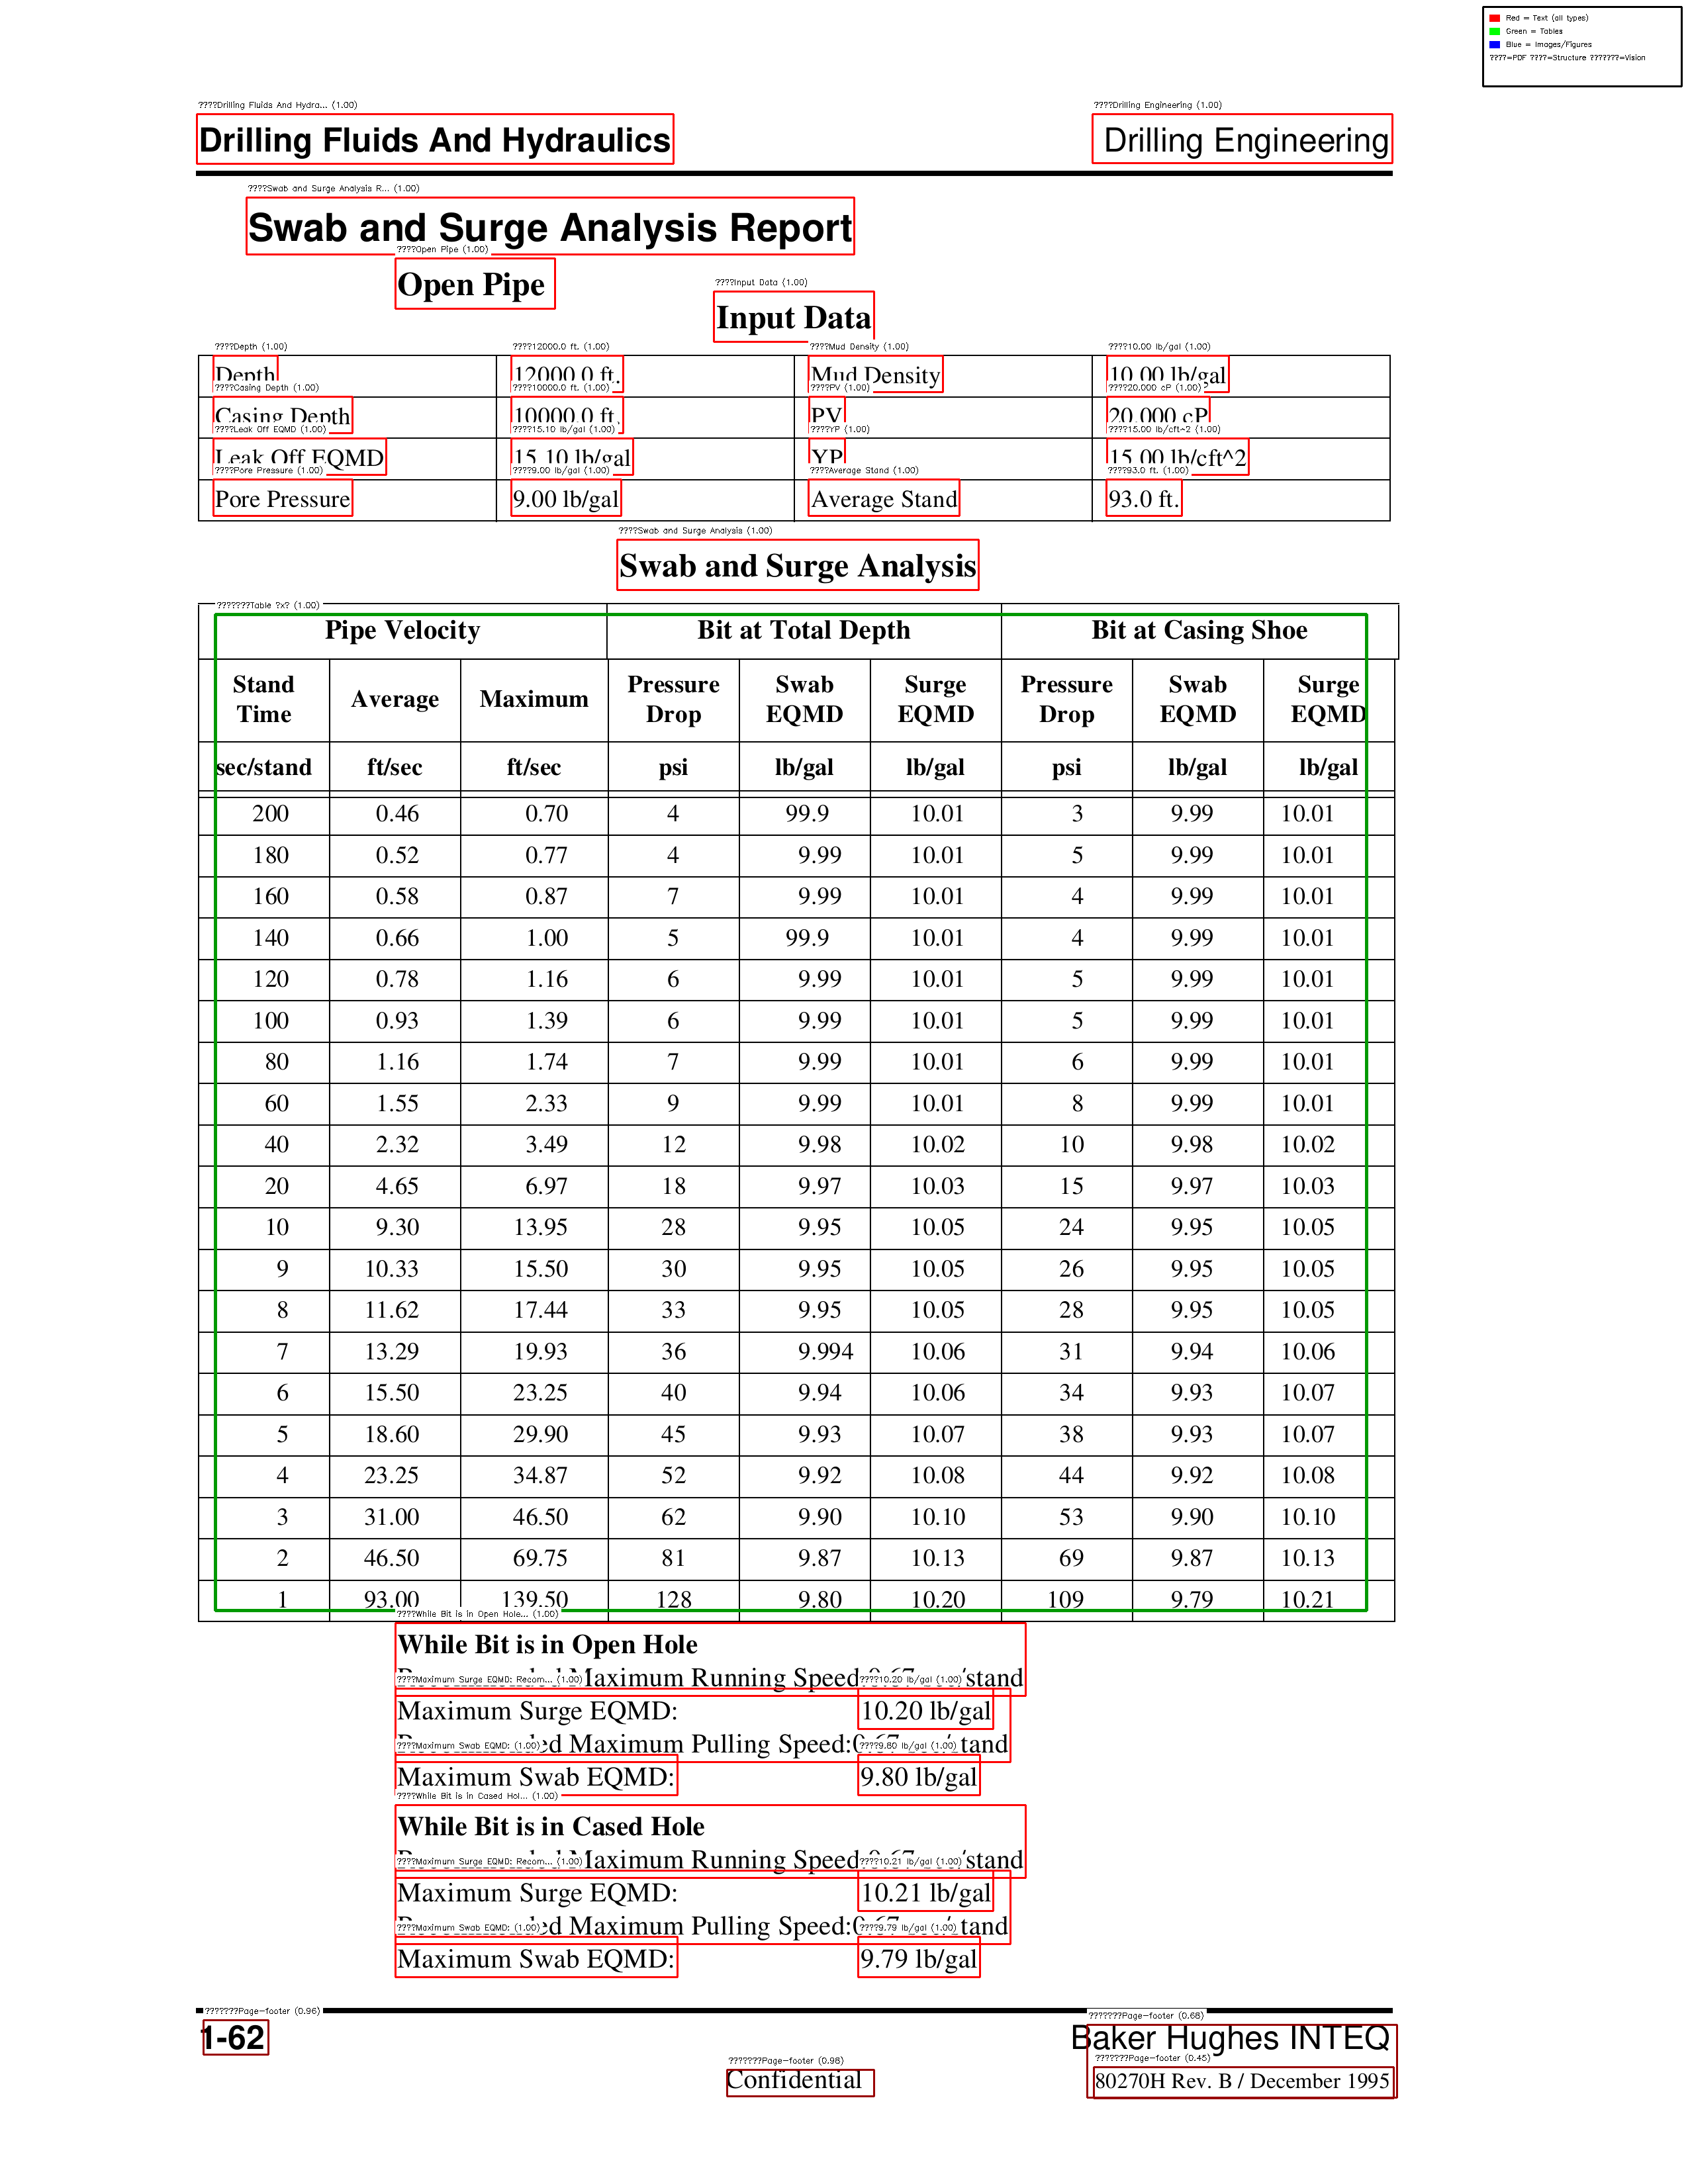 Red = Text (all types)
Green = Tables
Blue = Images/Figures
????=PDF ????=Structure ???????=Vision
????Drilling Fluids And Hydra... (1.00) ????Drilling Engineering (1.00)
Drilling Fluids And Hydraulics Drilling Engineering
????Swab and Surge Analysis R... (1.00)
Swab and Surge Analysis Report
????Open Pipe (1.00)
Open Pipe
????Input Data (1.00)
Input Data
????Depth (1.00) ????12000.0 ft. (1.00) ????Mud Density (1.00) ????10.00 lb/gal (1.00)
Depth 12000.0 ft. Mud Density 10.00 lb/gal
????Casing Depth (1.00) ????10000.0 ft. (1.00) ????PV (1.00) ????20.000 cP (1.00)
Casing Depth 10000.0 ft. PV 20.000 cP
????Leak Off EQMD (1.00) ????15.10 lb/gal (1.00) ????YP (1.00) ????15.00 lb/cft^2 (1.00)
Leak Off EQMD 15.10 lb/gal YP 15.00 lb/cft^2
????Pore Pressure (1.00) ????9.00 lb/gal (1.00) ????Average Stand (1.00) ????93.0 ft. (1.00)
Pore Pressure 9.00 lb/gal Average Stand 93.0 ft.
????Swab and Surge Analysis (1.00)
Swab and Surge Analysis
???????Table ?x? (1.00)
Pipe Velocity Bit at Total Depth Bit at Casing Shoe
Stand Time Average Maximum Pressure Drop Swab EQMD Surge EQMD Pressure Drop Swab EQMD Surge EQMD
sec/stand ft/sec ft/sec psi lb/gal lb/gal psi lb/gal lb/gal
200 0.46 0.70 4 99.9 10.01 3 9.99 10.01
180 0.52 0.77 4 9.99 10.01 5 9.99 10.01
160 0.58 0.87 7 9.99 10.01 4 9.99 10.01
140 0.66 1.00 5 99.9 10.01 4 9.99 10.01
120 0.78 1.16 6 9.99 10.01 5 9.99 10.01
100 0.93 1.39 6 9.99 10.01 5 9.99 10.01
80 1.16 1.74 7 9.99 10.01 6 9.99 10.01
60 1.55 2.33 9 9.99 10.01 8 9.99 10.01
40 2.32 3.49 12 9.98 10.02 10 9.98 10.02
20 4.65 6.97 18 9.97 10.03 15 9.97 10.03
10 9.30 13.95 28 9.95 10.05 24 9.95 10.05
9 10.33 15.50 30 9.95 10.05 26 9.95 10.05
8 11.62 17.44 33 9.95 10.05 28 9.95 10.05
7 13.29 19.93 36 9.994 10.06 31 9.94 10.06
6 15.50 23.25 40 9.94 10.06 34 9.93 10.07
5 18.60 29.90 45 9.93 10.07 38 9.93 10.07
4 23.25 34.87 52 9.92 10.08 44 9.92 10.08
3 31.00 46.50 62 9.90 10.10 53 9.90 10.10
2 46.50 69.75 81 9.87 10.13 69 9.87 10.13
1 93.00 139.50 128 9.80 10.20 109 9.79 10.21
????While Bit is in Open Hole... (1.00)
While Bit is in Open Hole
Maximum Running Speed: stand
????Maximum Surge EQMD: Recom... (1.00) ????10.20 lb/gal (1.00)
Maximum Surge EQMD: 10.20 lb/gal
Maximum Pulling Speed:
????Maximum Swab EQMD: (1.00) ????9.80 lb/gal (1.00)
Maximum Swab EQMD: 9.80 lb/gal
????While Bit is in Cased Hol... (1.00)
While Bit is in Cased Hole
Maximum Running Speed: stand
????Maximum Surge EQMD: Recom... (1.00) ????10.21 lb/gal (1.00)
Maximum Surge EQMD: 10.21 lb/gal
Maximum Pulling Speed:
????Maximum Swab EQMD: (1.00) ????9.79 lb/gal (1.00)
Maximum Swab EQMD: 9.79 lb/gal
???????Page-footer (0.96) ???????Page-footer (0.68)
1-62 Baker Hughes INTEQ
???????Page-footer (0.98) ???????Page-footer (0.45)
Confidential 80270H Rev. B / December 1995